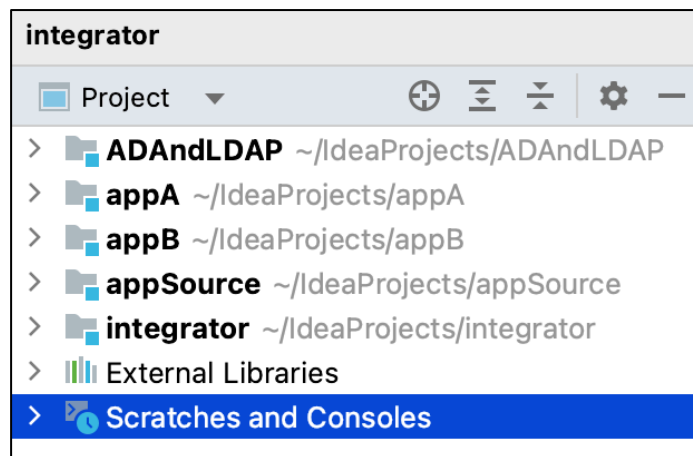 integrator
Project
ADAndLDAP ~/IdeaProjects/ADAndLDAP
appA ~/IdeaProjects/appA
appB ~/IdeaProjects/appB
appSource ~/IdeaProjects/appSource
integrator ~/IdeaProjects/integrator
External Libraries
Scratches and Consoles